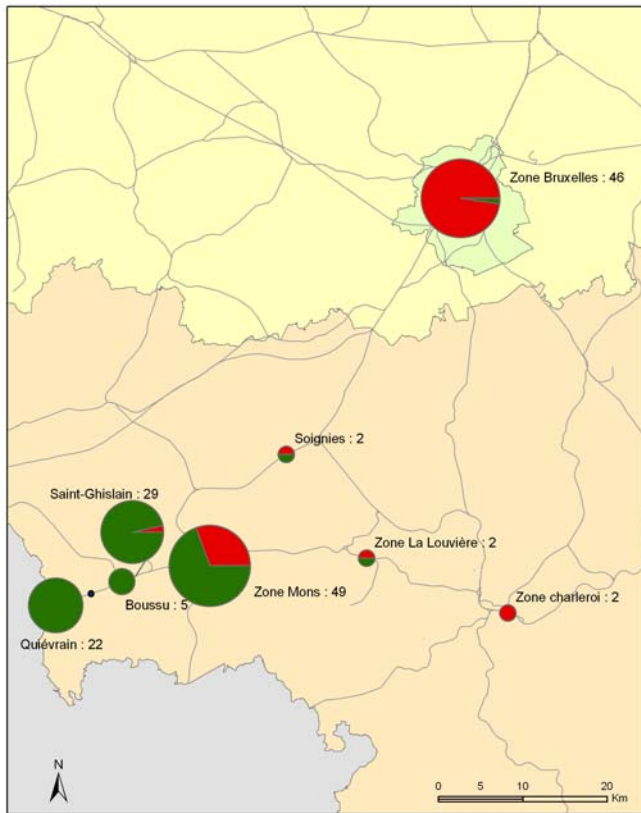 Zone Bruxelles : 46
Soignies : 2
Saint-Ghislain : 29
Zone La Louvière : 2
Boussu : 5
Zone Mons : 49
Zone charleroi : 2
Quiévrain : 22
N
0 5 10 20
Km